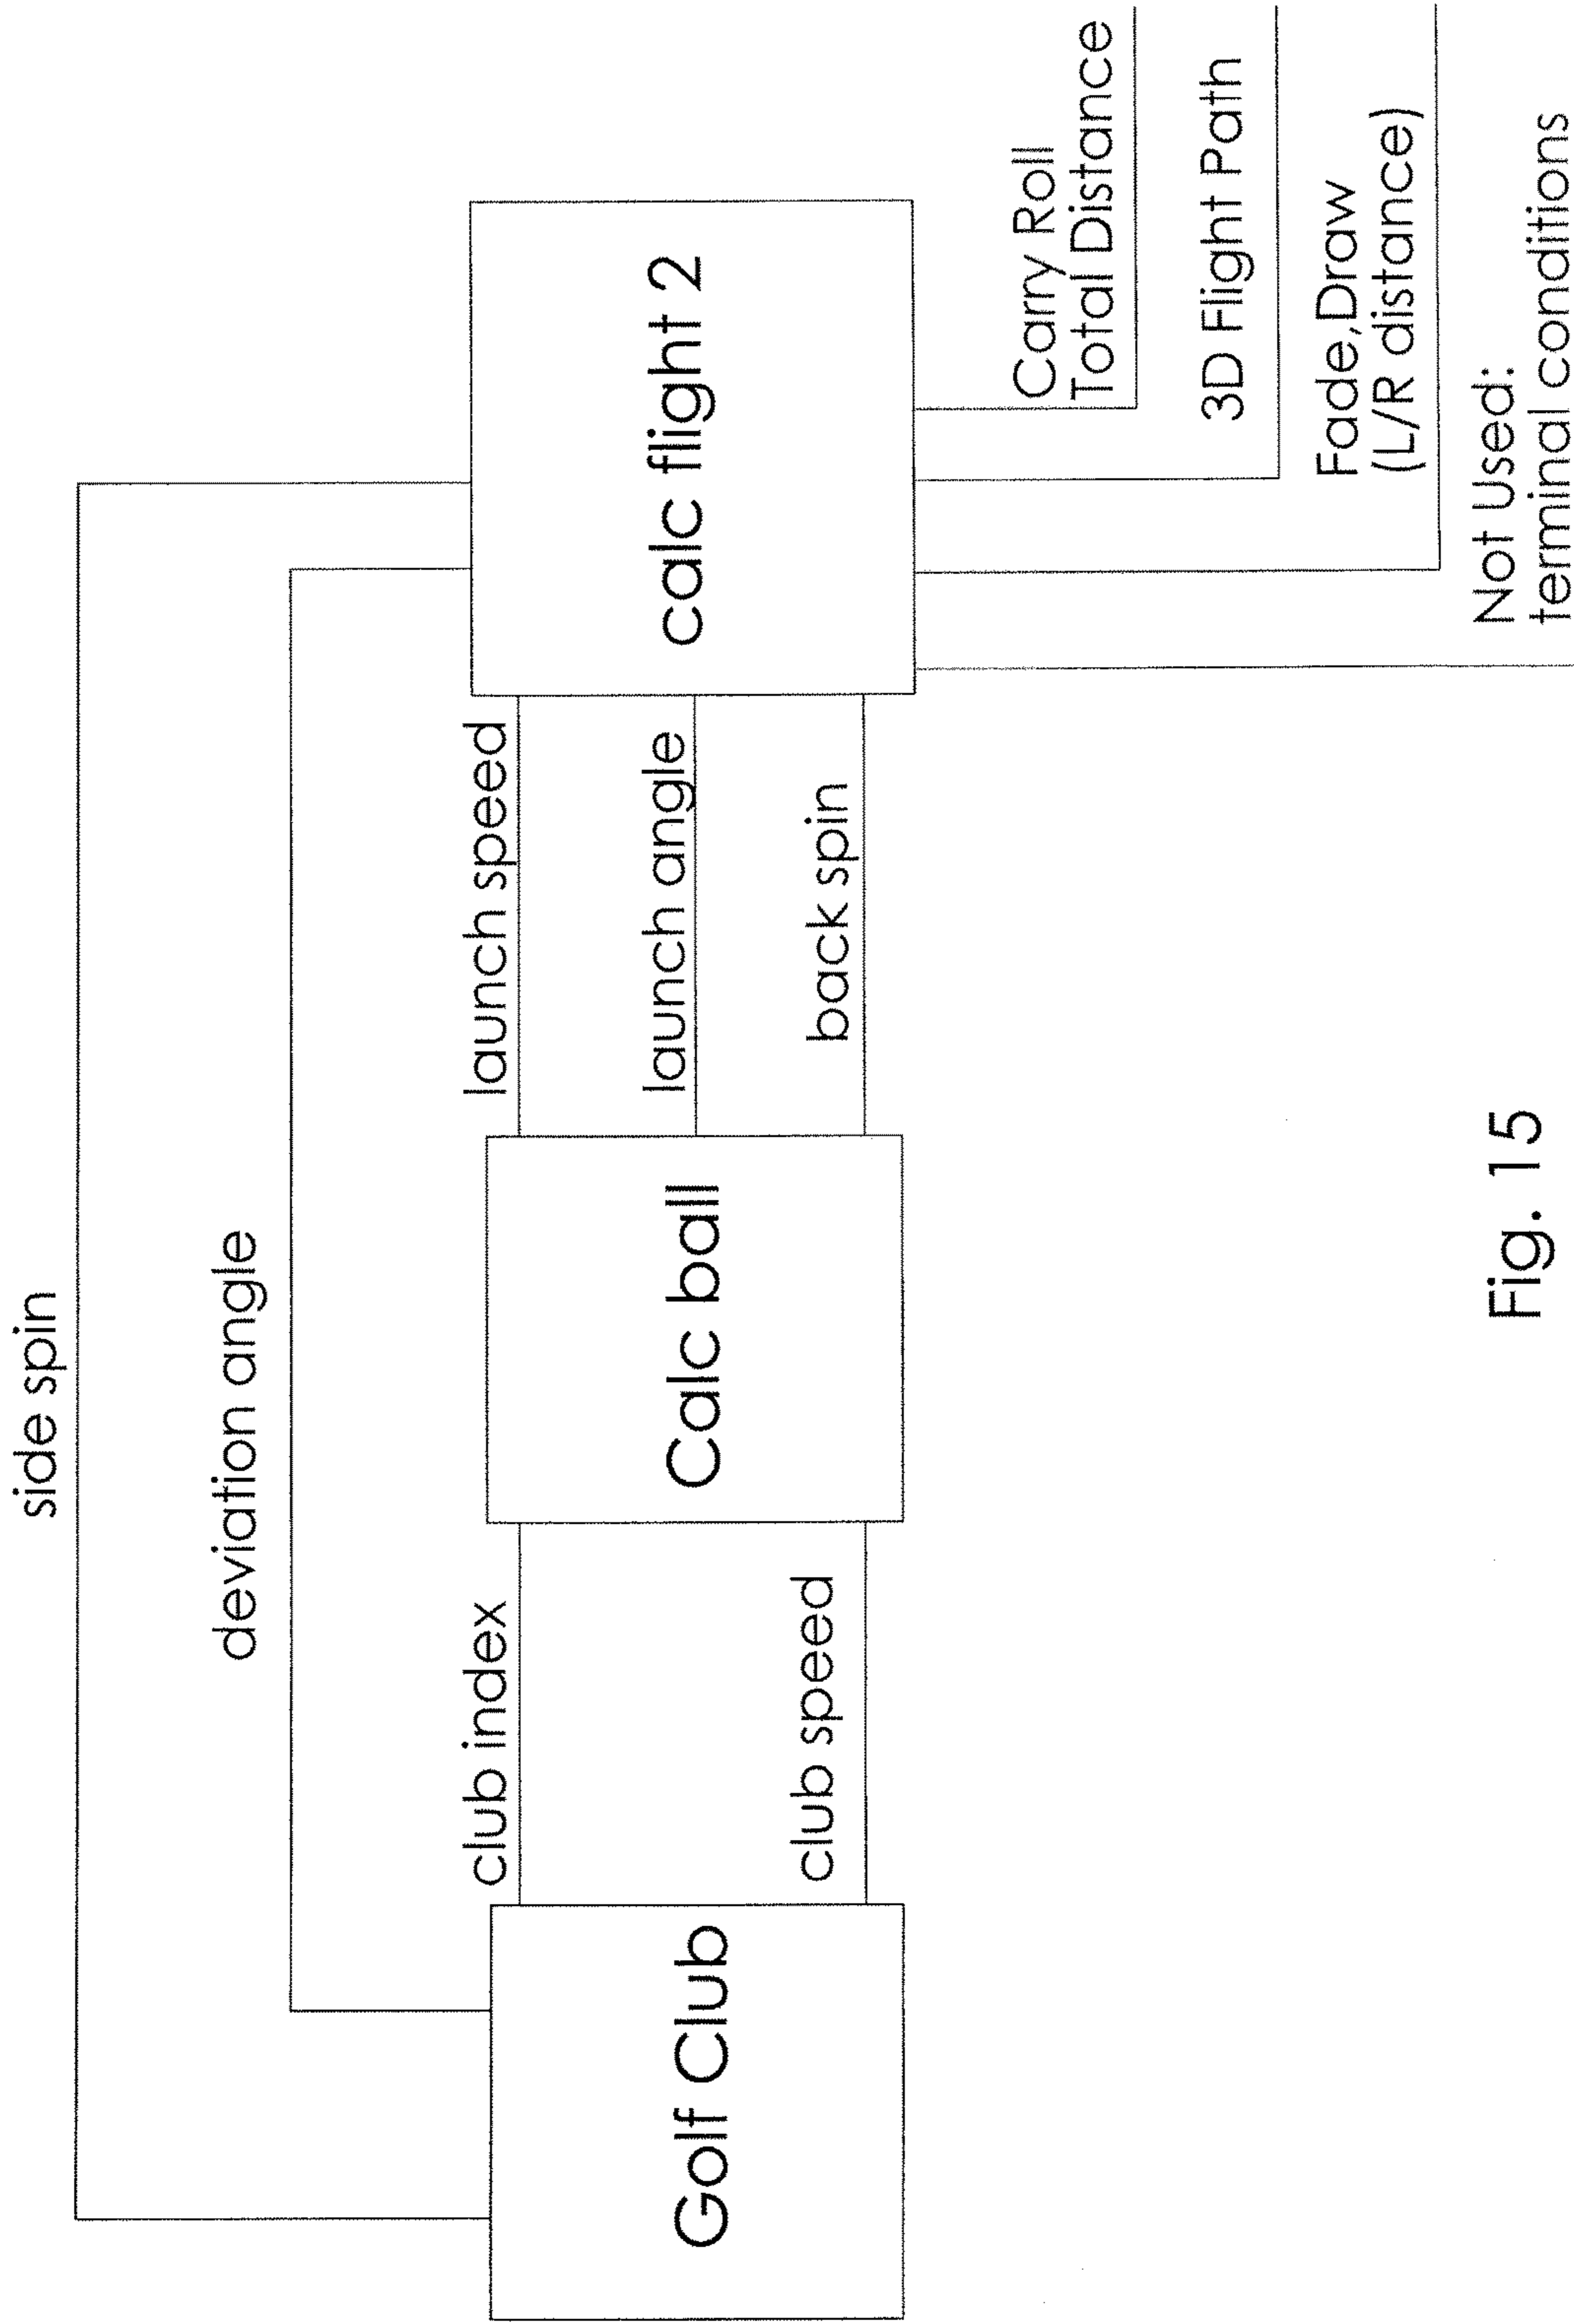 side spin
deviation angle
club index
launch speed
launch angle
club speed
back spin
Golf Club
Calc ball
calc flight 2
Carry Roll
Total Distance
3D Flight Path
Fade,Draw
(L/R distance)
Not Used:
terminal conditions
Fig. 15